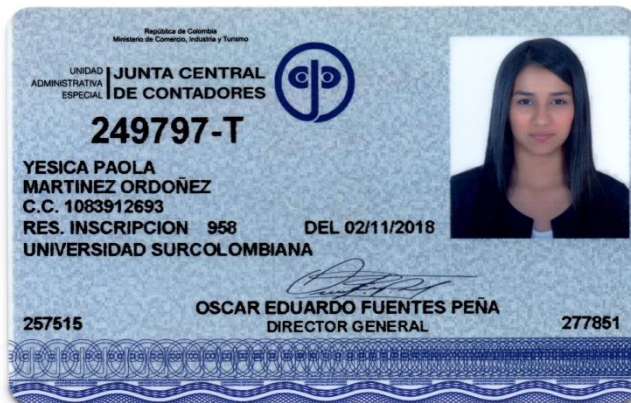 República de Colombia
Ministerio de Comercio, Industria y Turismo
UNIDAD
ADMINISTRATIVA
ESPECIAL
JUNTA CENTRAL
DE CONTADORES
249797-T
YESICA PAOLA
MARTINEZ ORDOÑEZ
C.C. 1083912693
RES. INSCRIPCION 958 DEL 02/11/2018
UNIVERSIDAD SURCOLOMBIANA
OSCAR EDUARDO FUENTES PEÑA
DIRECTOR GENERAL
257515
277851